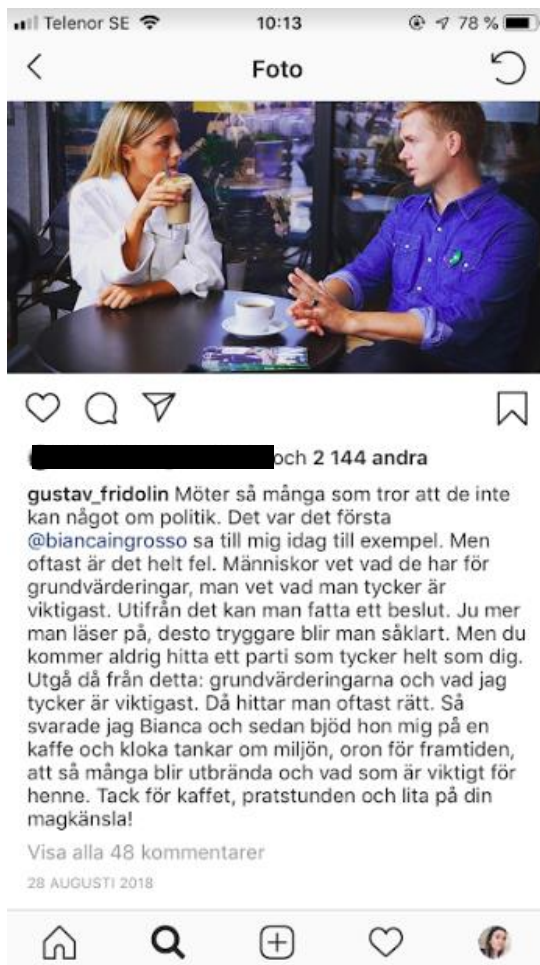 Telenor SE 10:13 78 %
Foto
och 2 144 andra
gustav_fridolin Möter så många som tror att de inte
kan något om politik. Det var det första
@biancaingrosso sa till mig idag till exempel. Men
oftast är det helt fel. Människor vet vad de har för
grundvärderingar, man vet vad man tycker är
viktigast. Utifrån det kan man fatta ett beslut. Ju mer
man läser på, desto tryggare blir man såklart. Men du
kommer aldrig hitta ett parti som tycker helt som dig.
Utgå då från detta: grundvärderingarna och vad jag
tycker är viktigast. Då hittar man oftast rätt. Så
svarade jag Bianca och sedan bjöd hon mig på en
kaffe och kloka tankar om miljön, oron för framtiden,
att så många blir utbrända och vad som är viktigt för
henne. Tack för kaffet, pratstunden och lita på din
magkänsla!
Visa alla 48 kommentarer
28 AUGUSTI 2018